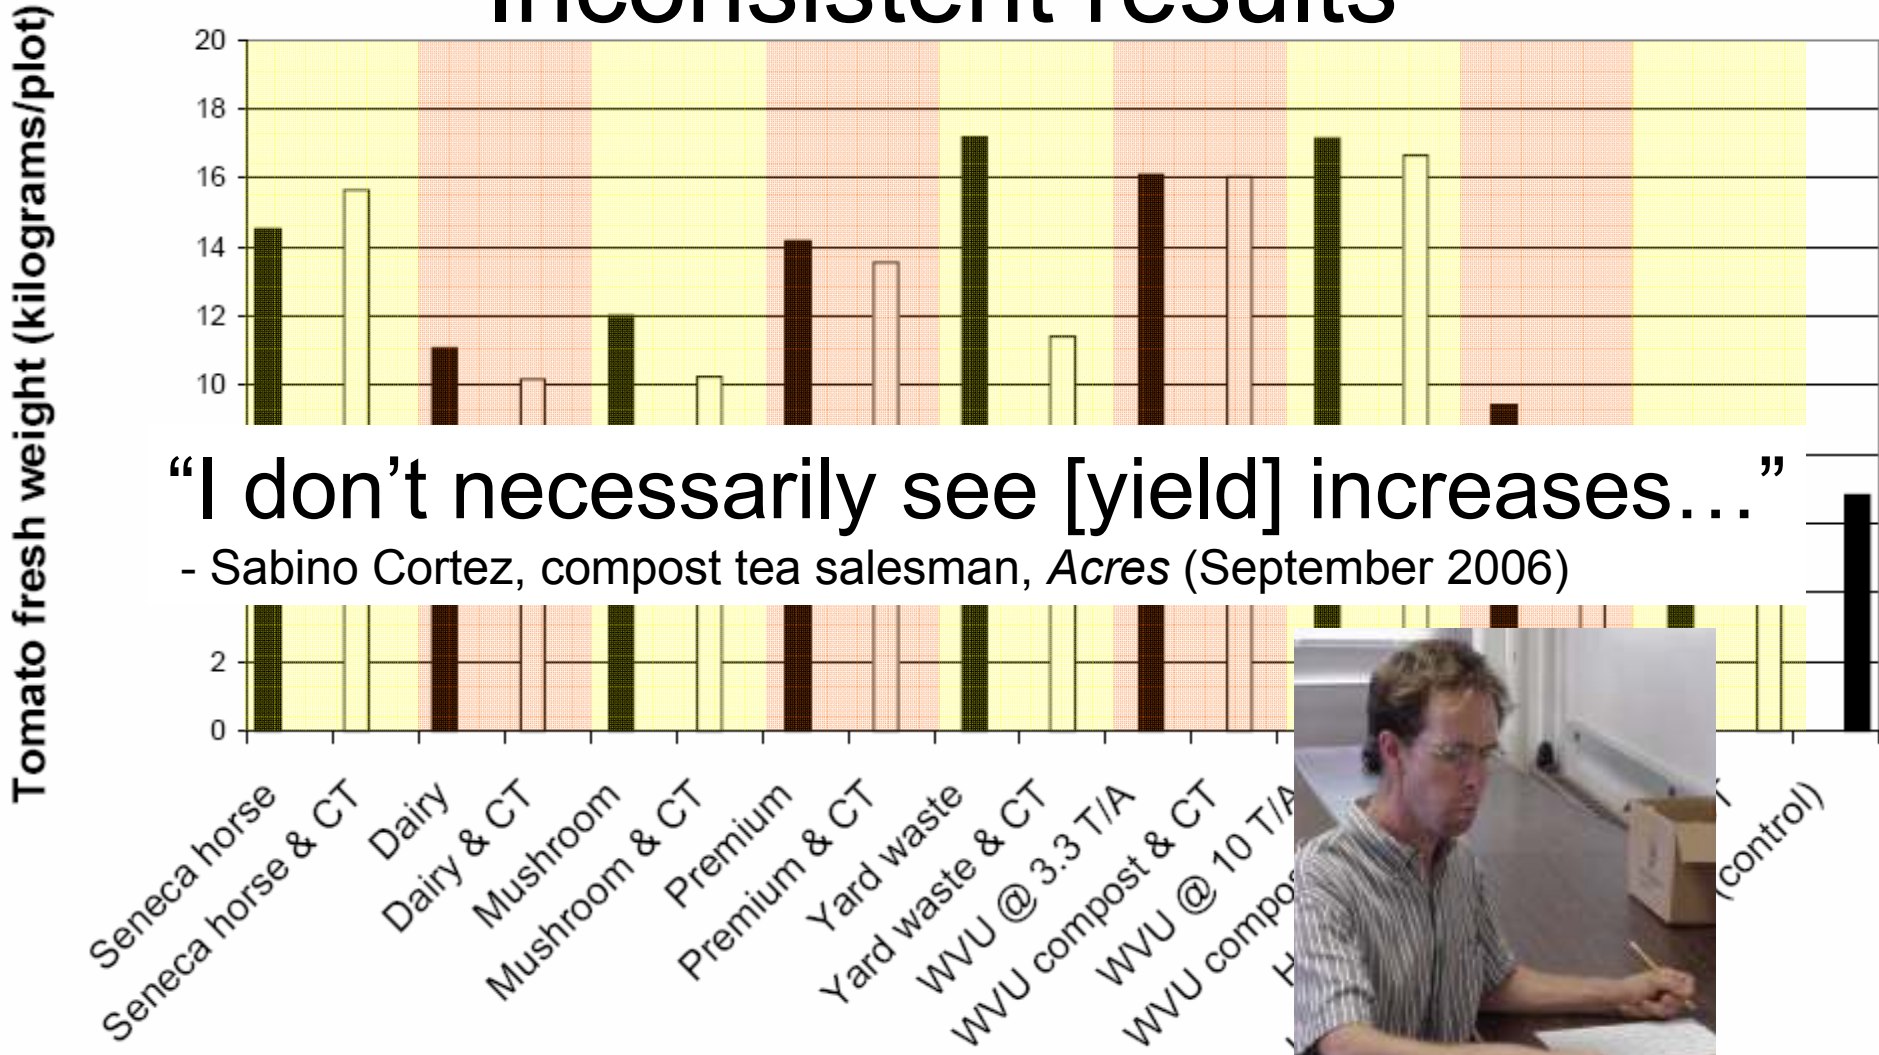 Inconsistent results
Tomato fresh weight (kilograms/plot)
20
18
16
14
12
10
“I don’t necessarily see [yield] increases…”
- Sabino Cortez, compost tea salesman, Acres (September 2006)
2
0
Seneca horse
Seneca horse & CT
Dairy
Dairy & CT
Mushroom
Mushroom & CT
Premium
Premium & CT
Yard waste
Yard waste & CT
WVU @ 3.3 T/A
WVU compost & CT
WVU @ 10 T/A
WVU
(control)